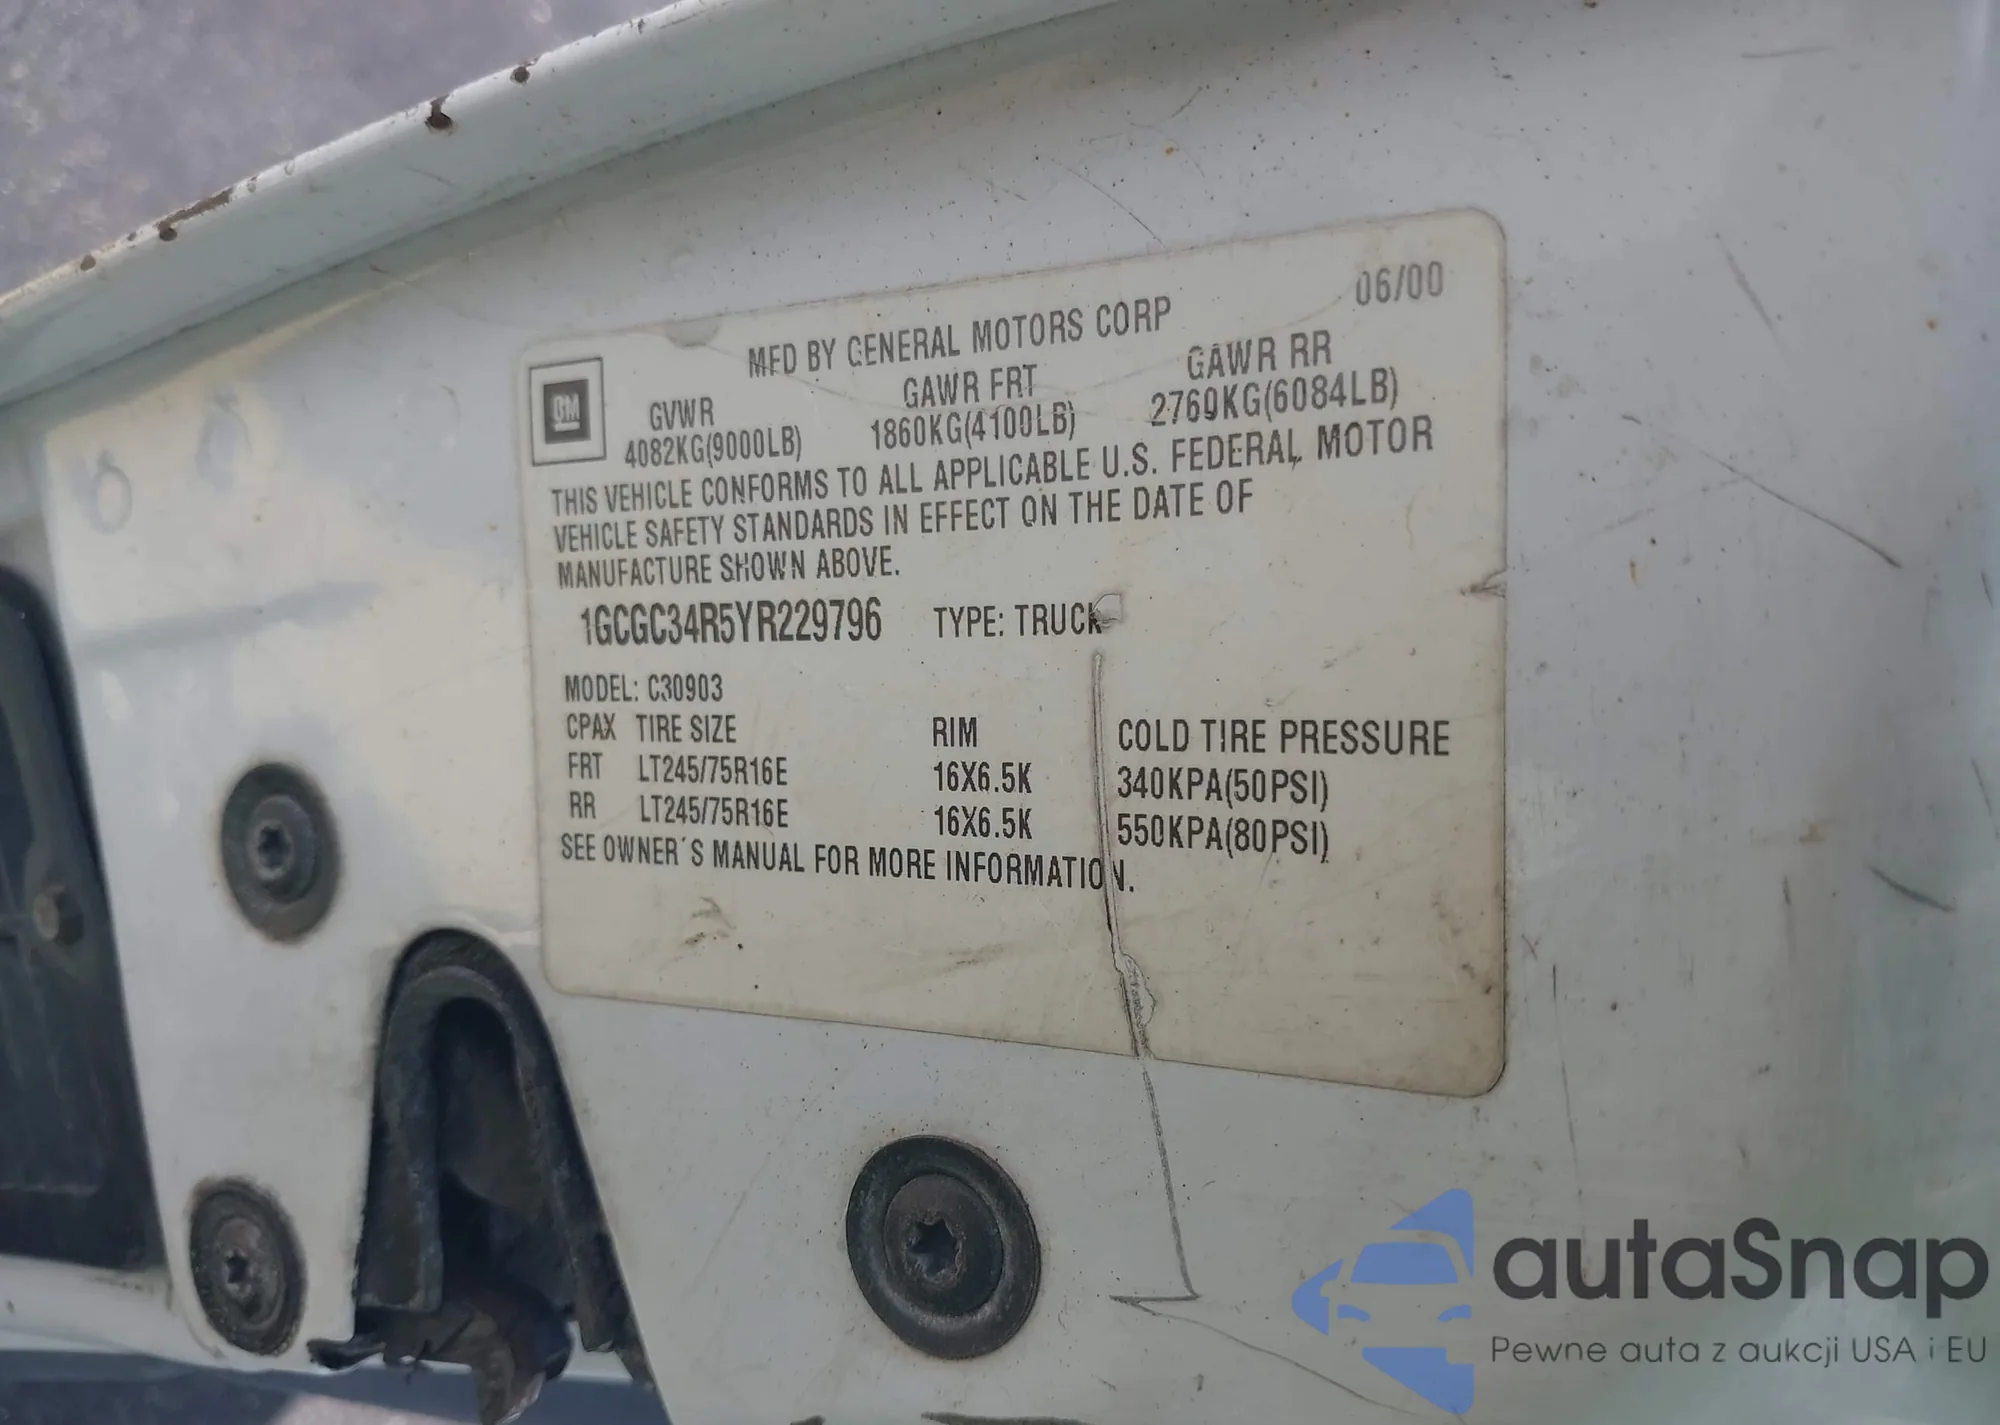 06/00
MFD BY GENERAL MOTORS CORP
GM
GVWR GAWR FRT GAWR RR
4082KG(9000LB) 1860KG(4100LB) 2760KG(6084LB)
THIS VEHICLE CONFORMS TO ALL APPLICABLE U.S. FEDERAL MOTOR
VEHICLE SAFETY STANDARDS IN EFFECT ON THE DATE OF
MANUFACTURE SHOWN ABOVE.
1GCGC34R5YR229796 TYPE: TRUCK
MODEL: C30903
CPAX TIRE SIZE RIM COLD TIRE PRESSURE
FRT LT245/75R16E 16X6.5K 340KPA(50PSI)
RR LT245/75R16E 16X6.5K 550KPA(80PSI)
SEE OWNER´S MANUAL FOR MORE INFORMATION.
autaSnap
Pewne auta z aukcji USA i EU